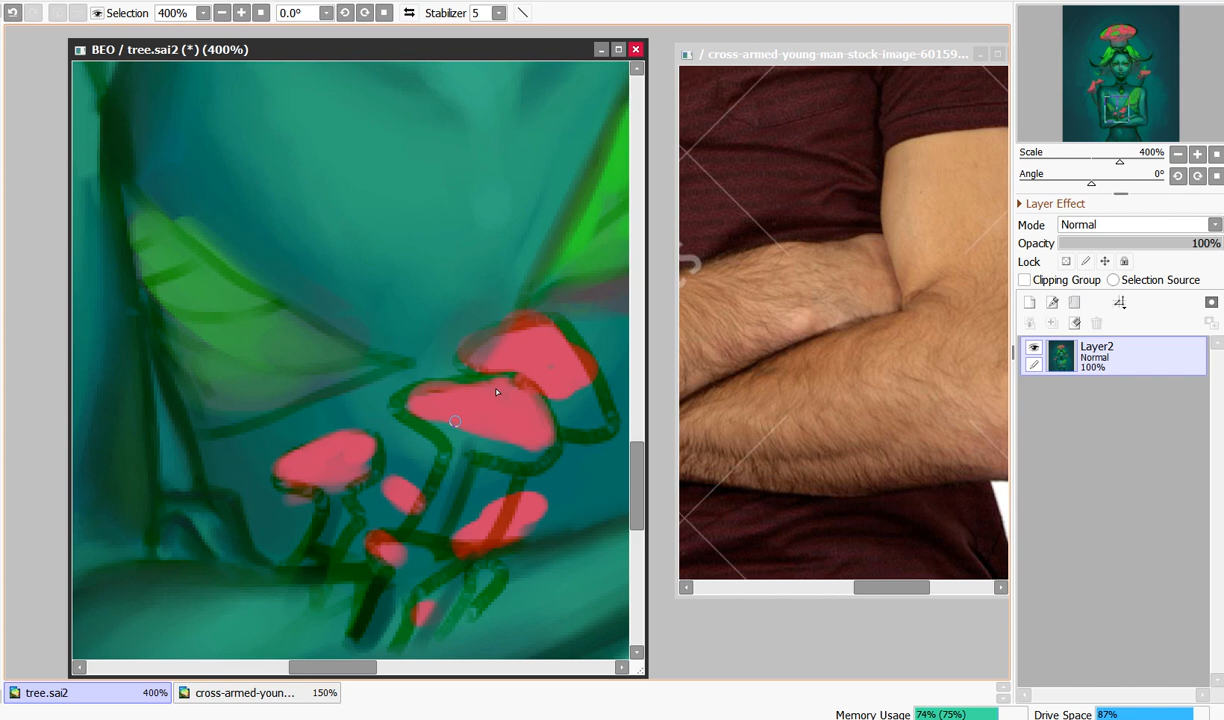 Selection 400% 0.0° Stabilizer 5
BEO / tree.sai2 (*) (400%)
/ cross-armed-young-man-stock-image-60159...
Scale 400%
Angle 0°
Layer Effect
Mode Normal
Opacity 100%
Lock
Clipping Group Selection Source
Layer2
Normal
100%
tree.sai2 400% cross-armed-youn... 150%
Memory Usage 74% (75%) Drive Space 87%